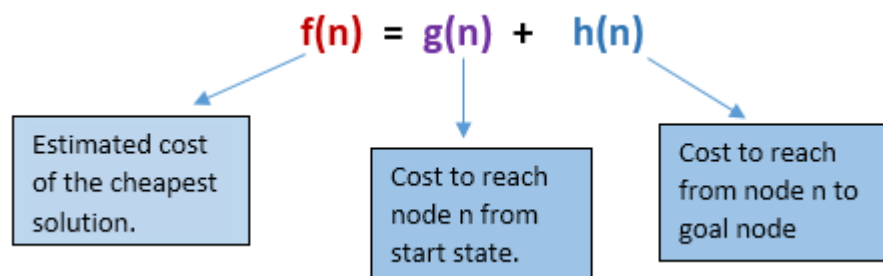 f(n) = g(n) + h(n)
Estimated cost
of the cheapest
solution.
Cost to reach
node n from
start state.
Cost to reach
from node n to
goal node